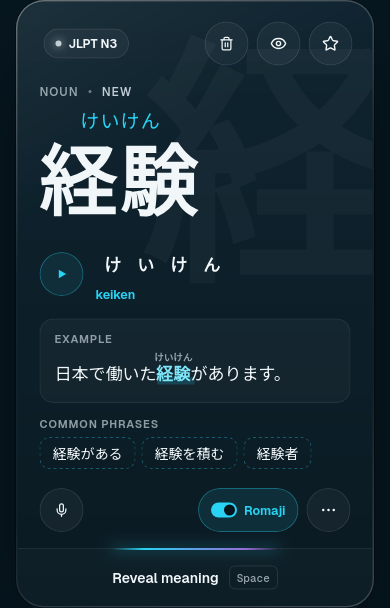 JLPT N3
NOUN • NEW
けいけん
経験
け い け ん
keiken
EXAMPLE
けいけん
日本で働いた経験があります。
COMMON PHRASES
経験がある 経験を積む 経験者
Romaji
Reveal meaning Space